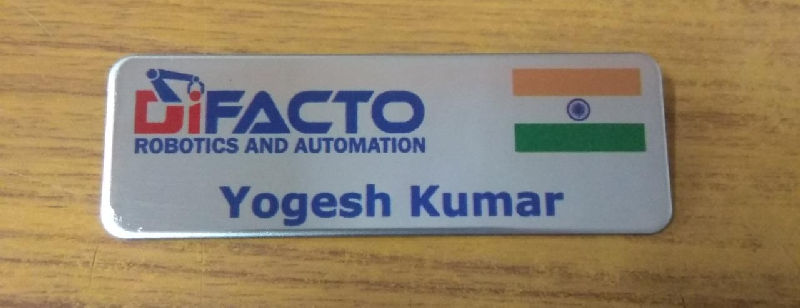 DiFACTO
ROBOTICS AND AUTOMATION
Yogesh Kumar